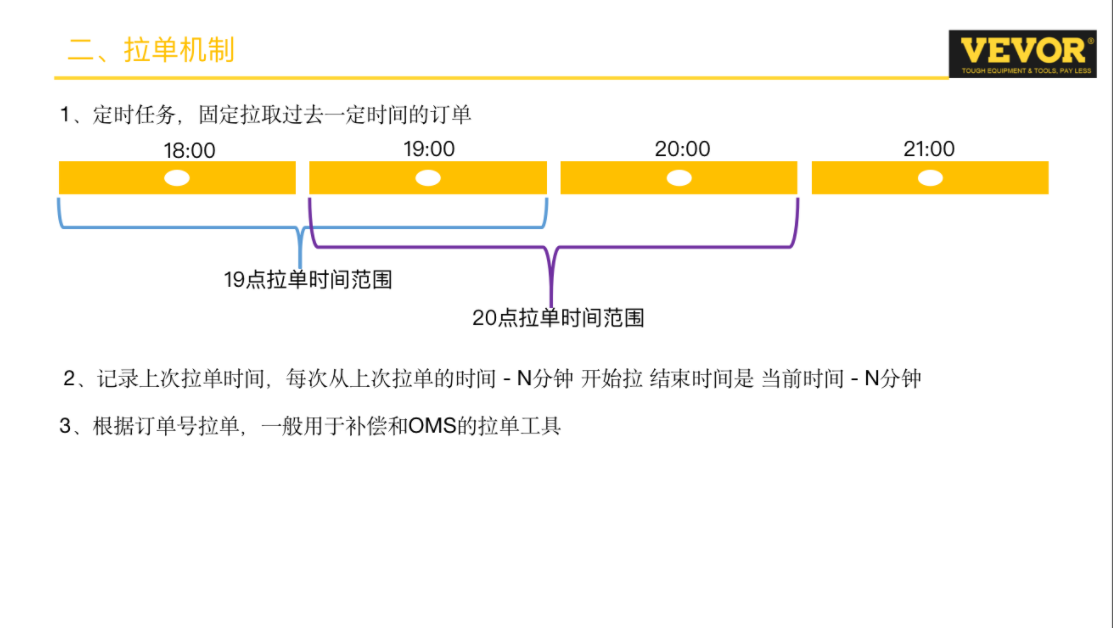 二、拉单机制
VEVOR®
TOUGH EQUIPMENT & TOOLS, PAY LESS
1、定时任务，固定拉取过去一定时间的订单
18:00 19:00 20:00 21:00
19点拉单时间范围
20点拉单时间范围
2、记录上次拉单时间，每次从上次拉单的时间 - N分钟 开始拉 结束时间是 当前时间 - N分钟
3、根据订单号拉单，一般用于补偿和OMS的拉单工具